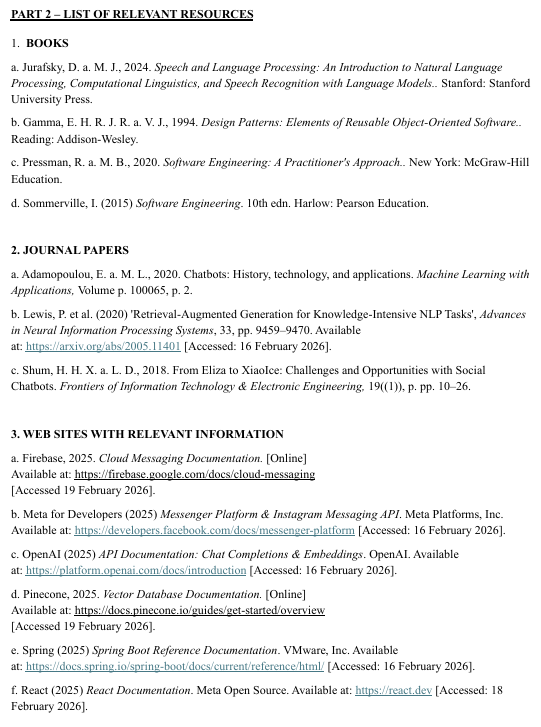 PART 2 – LIST OF RELEVANT RESOURCES
1. BOOKS
a. Jurafsky, D. a. M. J., 2024. Speech and Language Processing: An Introduction to Natural Language
Processing, Computational Linguistics, and Speech Recognition with Language Models.. Stanford: Stanford
University Press.
b. Gamma, E. H. R. J. R. a. V. J., 1994. Design Patterns: Elements of Reusable Object-Oriented Software..
Reading: Addison-Wesley.
c. Pressman, R. a. M. B., 2020. Software Engineering: A Practitioner's Approach.. New York: McGraw-Hill
Education.
d. Sommerville, I. (2015) Software Engineering. 10th edn. Harlow: Pearson Education.
2. JOURNAL PAPERS
a. Adamopoulou, E. a. M. L., 2020. Chatbots: History, technology, and applications. Machine Learning with
Applications, Volume p. 100065, p. 2.
b. Lewis, P. et al. (2020) 'Retrieval-Augmented Generation for Knowledge-Intensive NLP Tasks', Advances
in Neural Information Processing Systems, 33, pp. 9459–9470. Available
at: https://arxiv.org/abs/2005.11401 [Accessed: 16 February 2026].
c. Shum, H. H. X. a. L. D., 2018. From Eliza to XiaoIce: Challenges and Opportunities with Social
Chatbots. Frontiers of Information Technology & Electronic Engineering, 19((1)), p. pp. 10–26.
3. WEB SITES WITH RELEVANT INFORMATION
a. Firebase, 2025. Cloud Messaging Documentation. [Online]
Available at: https://firebase.google.com/docs/cloud-messaging
[Accessed 19 February 2026].
b. Meta for Developers (2025) Messenger Platform & Instagram Messaging API. Meta Platforms, Inc.
Available at: https://developers.facebook.com/docs/messenger-platform [Accessed: 16 February 2026].
c. OpenAI (2025) API Documentation: Chat Completions & Embeddings. OpenAI. Available
at: https://platform.openai.com/docs/introduction [Accessed: 16 February 2026].
d. Pinecone, 2025. Vector Database Documentation. [Online]
Available at: https://docs.pinecone.io/guides/get-started/overview
[Accessed 19 February 2026].
e. Spring (2025) Spring Boot Reference Documentation. VMware, Inc. Available
at: https://docs.spring.io/spring-boot/docs/current/reference/html/ [Accessed: 16 February 2026].
f. React (2025) React Documentation. Meta Open Source. Available at: https://react.dev [Accessed: 18
February 2026].